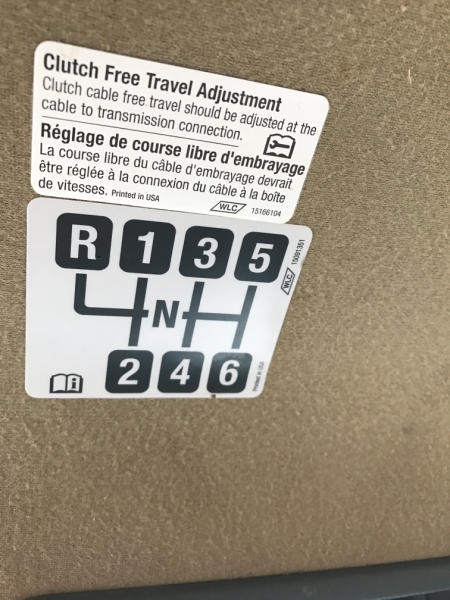 Clutch Free Travel Adjustment
Clutch cable free travel should be adjusted at the
cable to transmission connection.
Réglage de course libre d'embrayage
La course libre du câble d'embrayage devrait
être réglée à la connexion du câble à la boîte
de vitesses. Printed in USA
WLC 15166104
R 1 3 5
N
2 4 6
WLC 15091351
Printed in USA